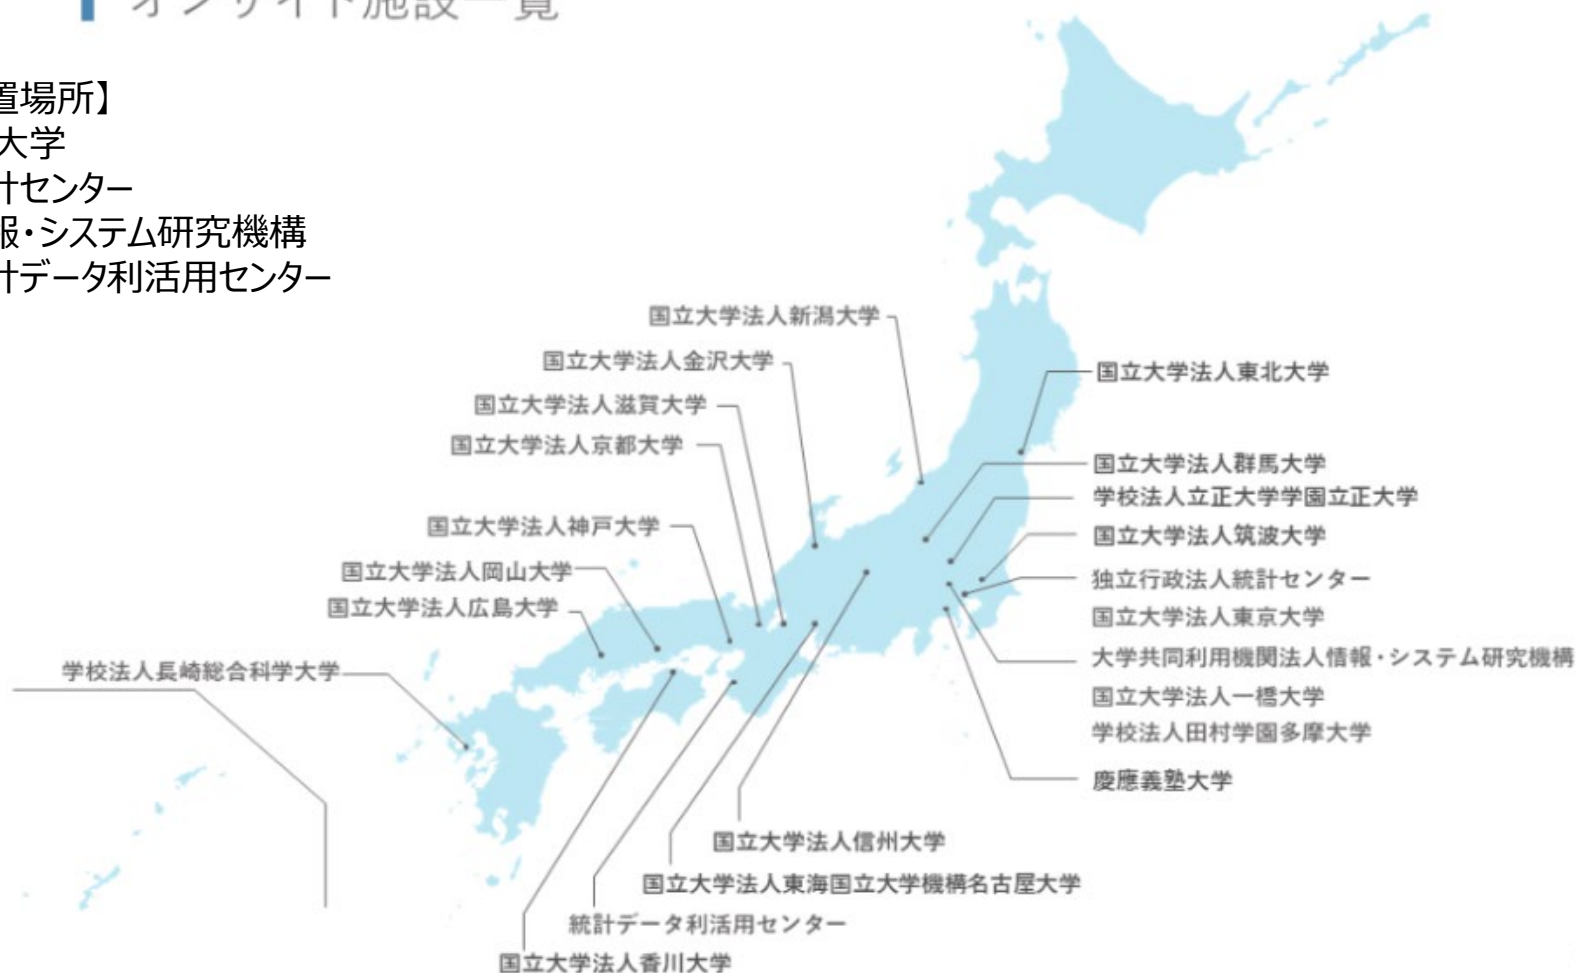 オンサイト施設一覧
置場所】
大学
計センター
報・システム研究機構
計データ利活用センター
国立大学法人新潟大学
国立大学法人金沢大学
国立大学法人滋賀大学
国立大学法人京都大学
国立大学法人神戸大学
国立大学法人岡山大学
国立大学法人広島大学
学校法人長崎総合科学大学
国立大学法人東北大学
国立大学法人群馬大学
学校法人立正大学学園立正大学
国立大学法人筑波大学
独立行政法人統計センター
国立大学法人東京大学
大学共同利用機関法人情報・システム研究機構
国立大学法人一橋大学
学校法人田村学園多摩大学
慶應義塾大学
国立大学法人信州大学
国立大学法人東海国立大学機構名古屋大学
統計データ利活用センター
国立大学法人香川大学